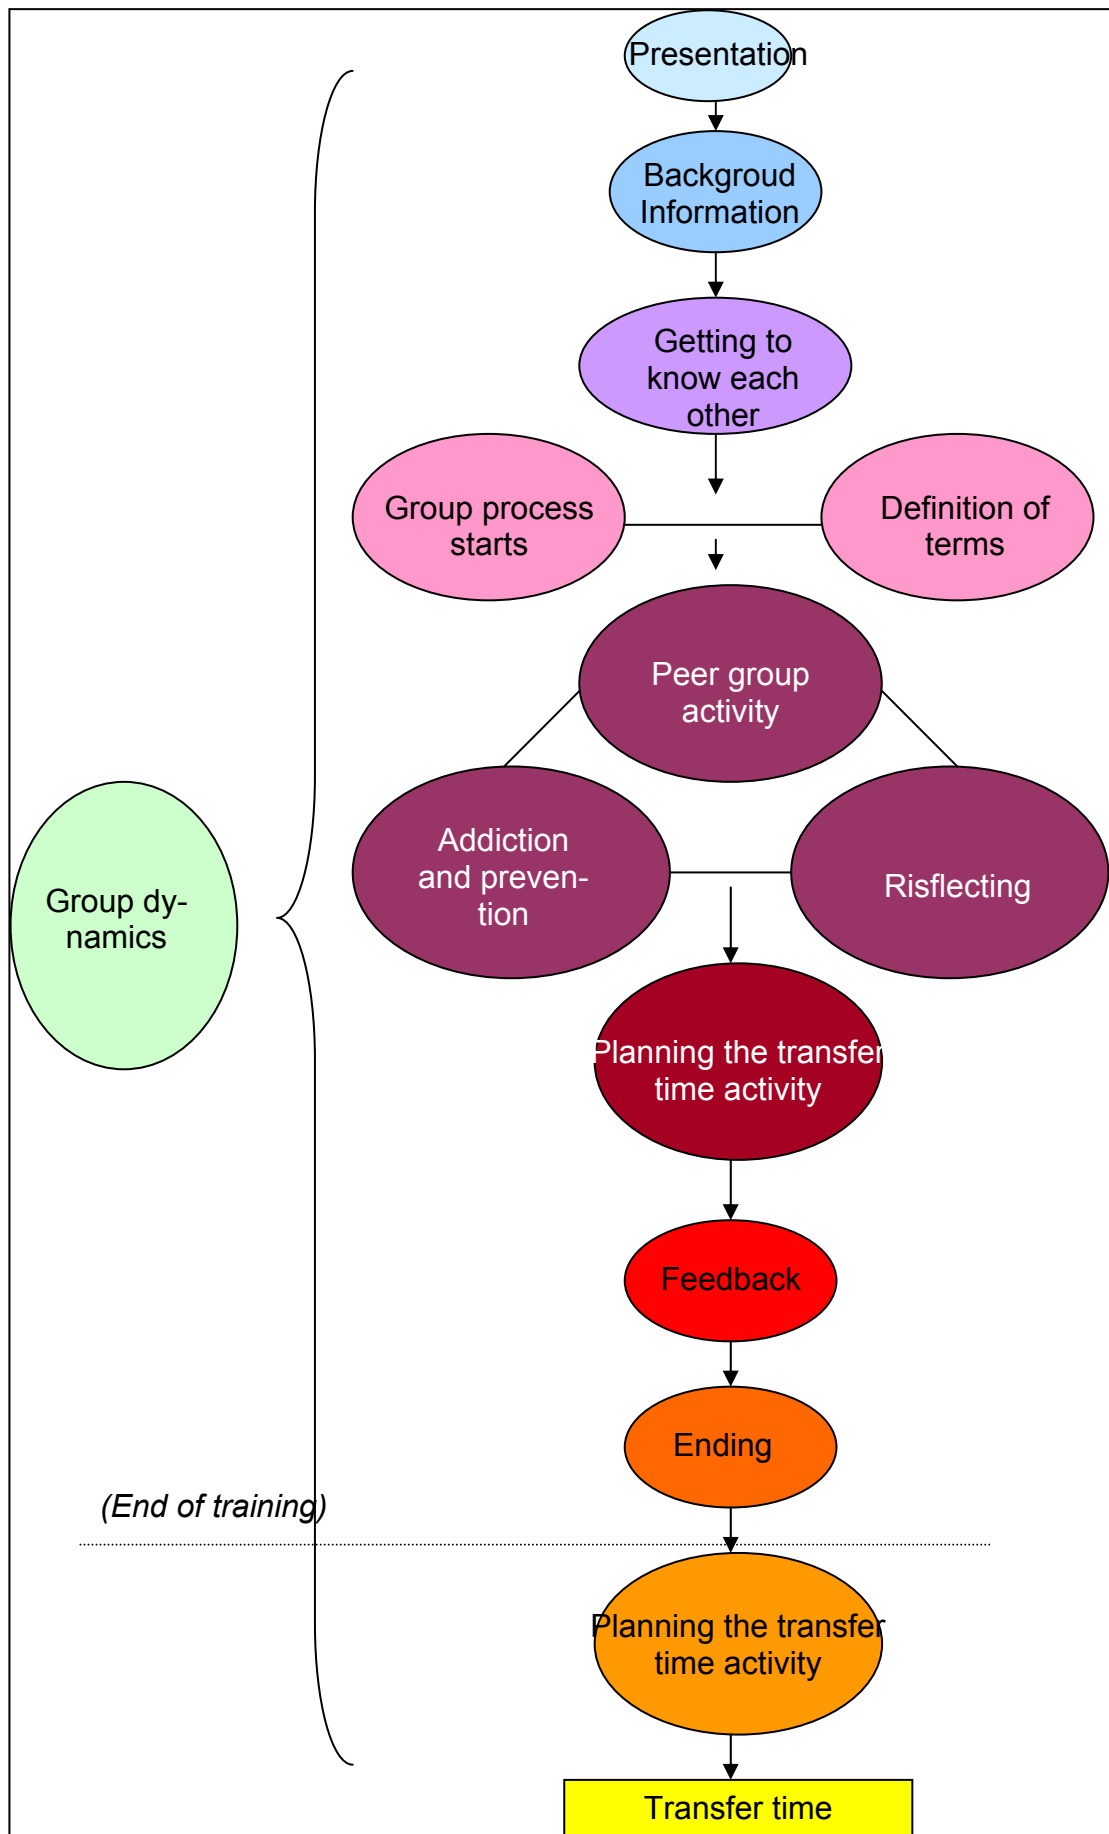 Presentation
Backgroud
Information
Getting to
know each
other
Group process
starts
Definition of
terms
Peer group
activity
Addiction
and preven-
tion
Risflecting
Group dy-
namics
Planning the transfer
time activity
Feedback
Ending
(End of training)
Planning the transfer
time activity
Transfer time